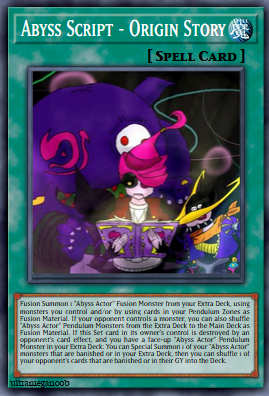 Abyss Script - Origin Story
[ Spell Card ]
Fusion Summon 1 "Abyss Actor" Fusion Monster from your Extra Deck, using
monsters you control and/or by using cards in your Pendulum Zones as
Fusion Material. If your opponent controls a monster, you can also shuffle
"Abyss Actor" Pendulum Monsters from the Extra Deck to the Main Deck as
Fusion Material. If this Set card in its owner's control is destroyed by an
opponent's card effect, and you have a face-up "Abyss Actor" Pendulum
Monster in your Extra Deck: You can Special Summon 1 of your "Abyss Actor"
monsters that are banished or in your Extra Deck, then you can shuffle 1 of
your opponent's cards that are banished or in their GY into the Deck.
ultrameganoob